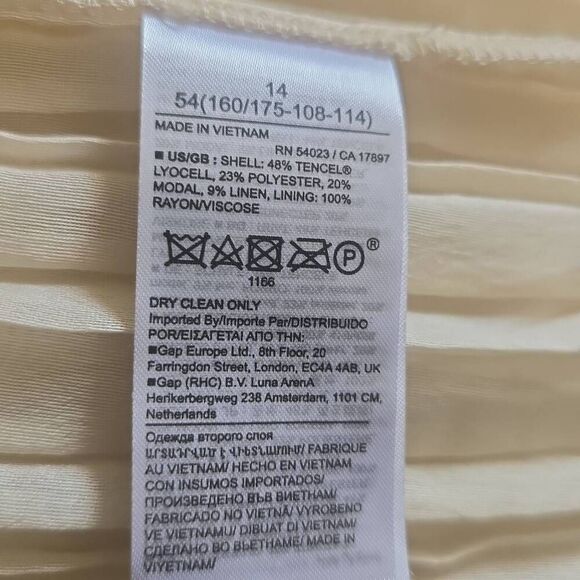 14
54(160/175-108-114)
MADE IN VIETNAM
RN 54023 / CA 17897
■ US/GB : SHELL: 48% TENCEL®
LYOCELL, 23% POLYESTER, 20%
MODAL, 9% LINEN, LINING: 100%
RAYON/VISCOSE
P®
1166
DRY CLEAN ONLY
Imported By/Importe Par/DISTRIBUIDO
POR/ΕΙΣΑΓΕΤΑΙ ΑΠΟ ΤΗΝ:
■Gap Europe Ltd., 8th Floor, 20
Farringdon Street, London, EC4A 4AB, UK
■Gap (RHC) B.V. Luna ArenA
Herikerbergweg 238 Amsterdam, 1101 CM,
Netherlands
Одежда второго слоя
ԱՐՏԱԴՐՎԱԾ Է ՎԻԵՏՆԱՄՈՒՄ/ FABRIQUE
AU VIETNAM/ HECHO EN VIETNAM
CON INSUMOS IMPORTADOS/
ПРОИЗВЕДЕНО ВЪВ ВИЕТНАМ/
FABRICADO NO VIETNÃ/ VYROBENO
VE VIETNAMU/ DIBUAT DI VIETNAM/
СДЕЛАНО ВО ВЬЕТНАМЕ/ MADE IN
VIYETNAM/